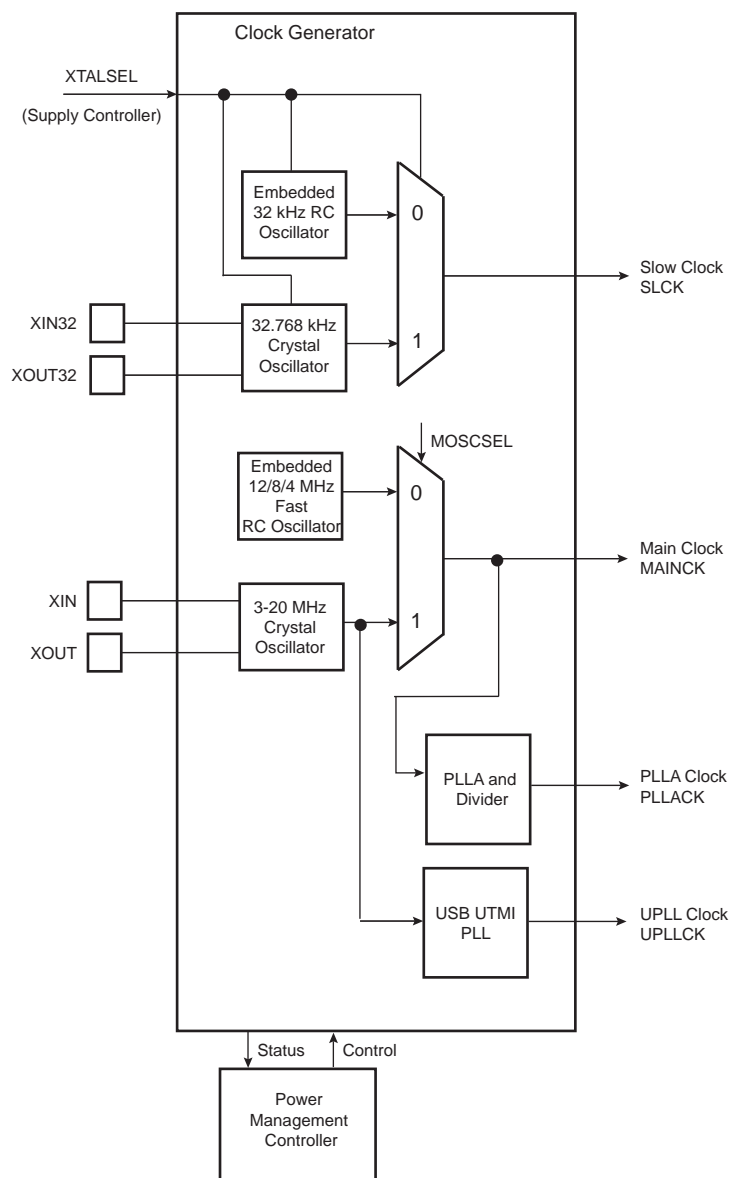 Clock Generator
XTALSEL
(Supply Controller)
Embedded
32 kHz RC
Oscillator
0
Slow Clock
SLCK
XIN32
32.768 kHz
Crystal
Oscillator
1
XOUT32
MOSCSEL
Embedded
12/8/4 MHz
Fast
RC Oscillator
0
Main Clock
MAINCK
XIN
3-20 MHz
Crystal
Oscillator
1
XOUT
PLLA and
Divider
PLLA Clock
PLLACK
USB UTMI
PLL
UPLL Clock
UPLLCK
Status
Control
Power
Management
Controller